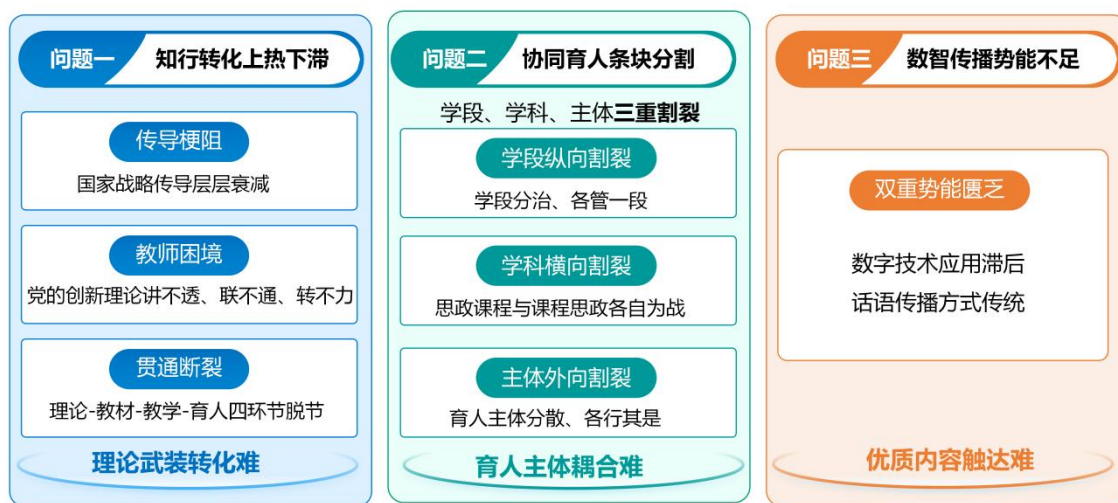 问题一 知行转化上热下滞
传导梗阻
国家战略传导层层衰减
教师困境
党的创新理论讲不透、联不通、转不力
贯通断裂
理论-教材-教学-育人四环节脱节
理论武装转化难
问题二 协同育人条块分割
学段、学科、主体三重割裂
学段纵向割裂
学段分治、各管一段
学科横向割裂
思政课程与课程思政各自为战
主体外向割裂
育人主体分散、各行其是
育人主体耦合难
问题三 数智传播势能不足
双重势能匮乏
数字技术应用滞后
话语传播方式传统
优质内容触达难